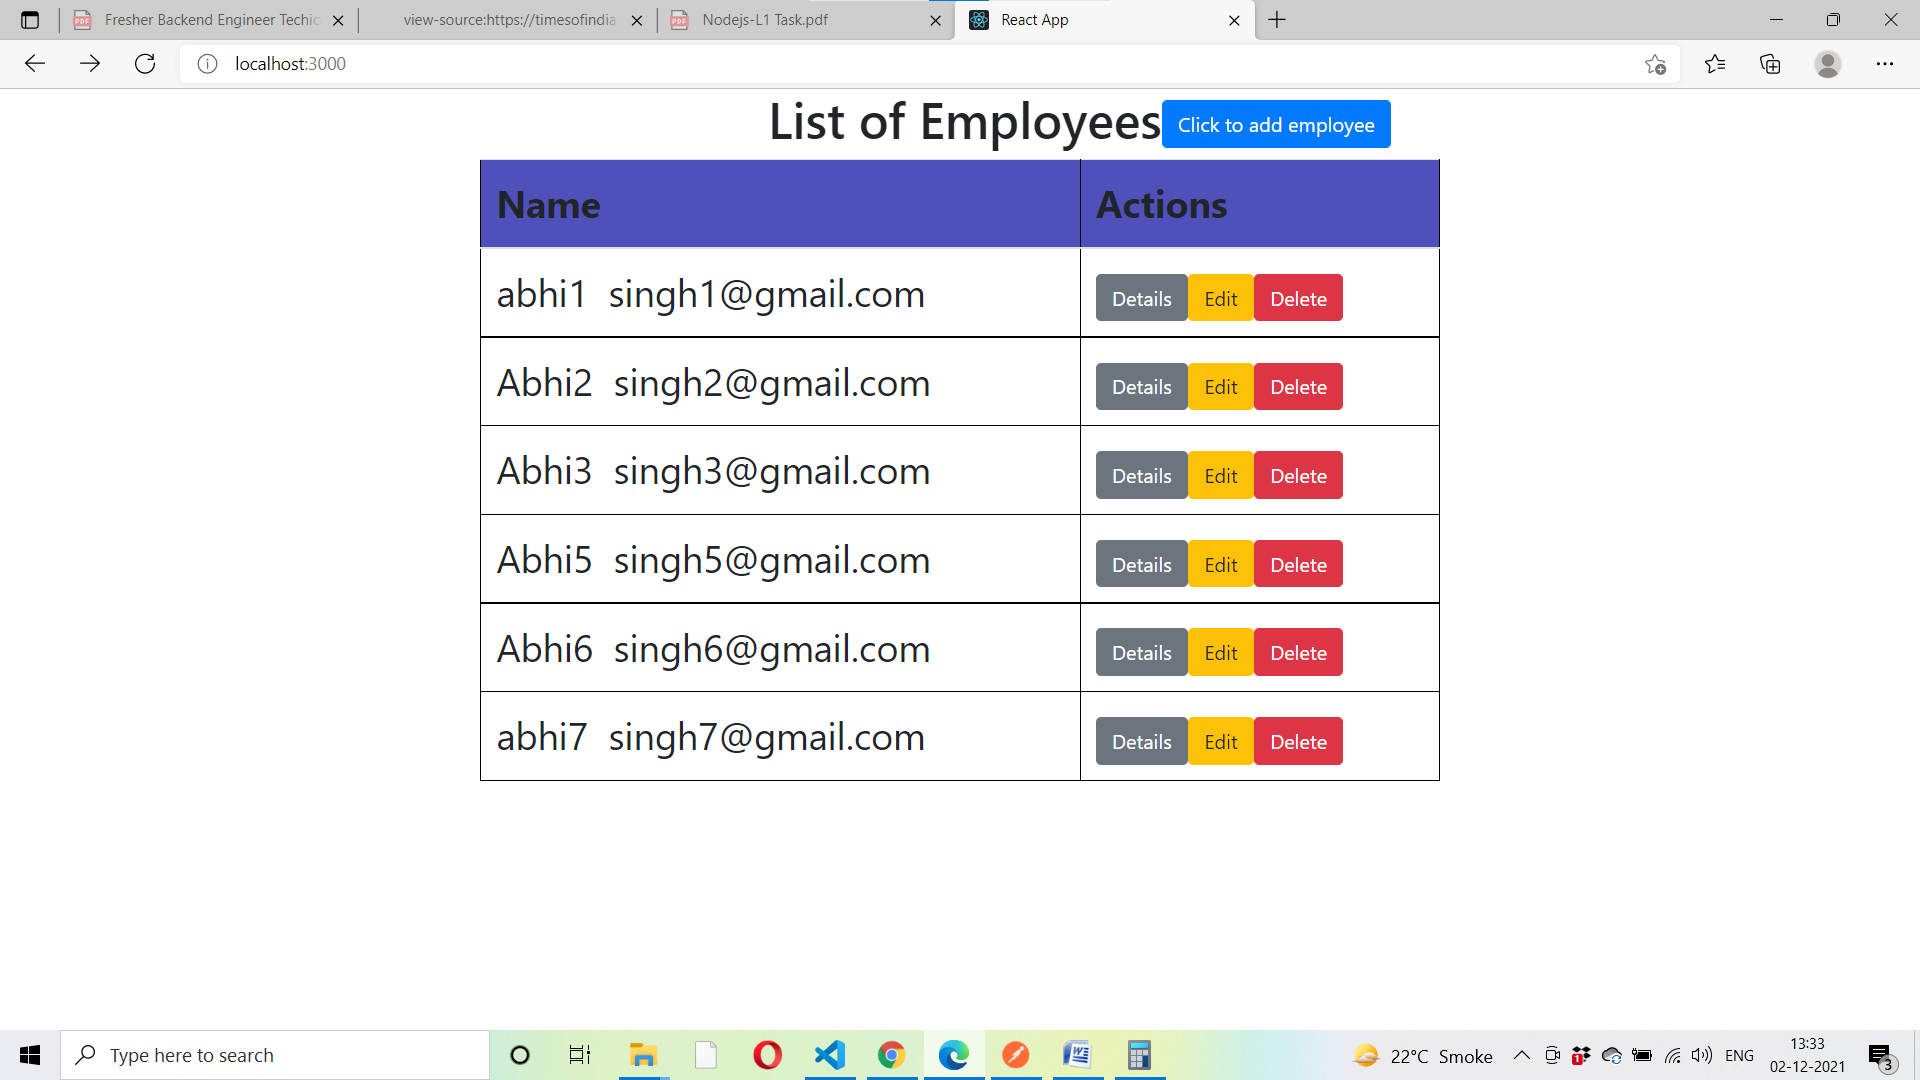 Fresher Backend Engineer Techic
view-source:https://timesofindia
Nodejs-L1 Task.pdf
React App
localhost:3000
List of Employees Click to add employee
Name Actions
abhi1 singh1@gmail.com Details Edit Delete
Abhi2 singh2@gmail.com Details Edit Delete
Abhi3 singh3@gmail.com Details Edit Delete
Abhi5 singh5@gmail.com Details Edit Delete
Abhi6 singh6@gmail.com Details Edit Delete
abhi7 singh7@gmail.com Details Edit Delete
Type here to search
22°C Smoke
1
ENG
13:33
02-12-2021
3